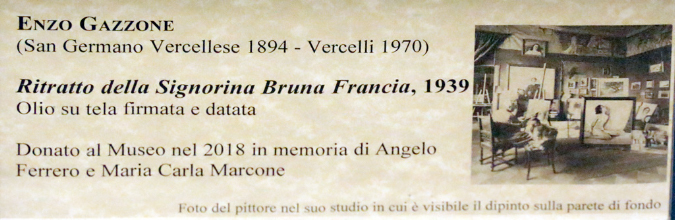 ENZO GAZZONE
(San Germano Vercellese 1894 - Vercelli 1970)
Ritratto della Signorina Bruna Francia, 1939
Olio su tela firmata e datata
Donato al Museo nel 2018 in memoria di Angelo
Ferrero e Maria Carla Marcone
Foto del pittore nel suo studio in cui è visibile il dipinto sulla parete di fondo